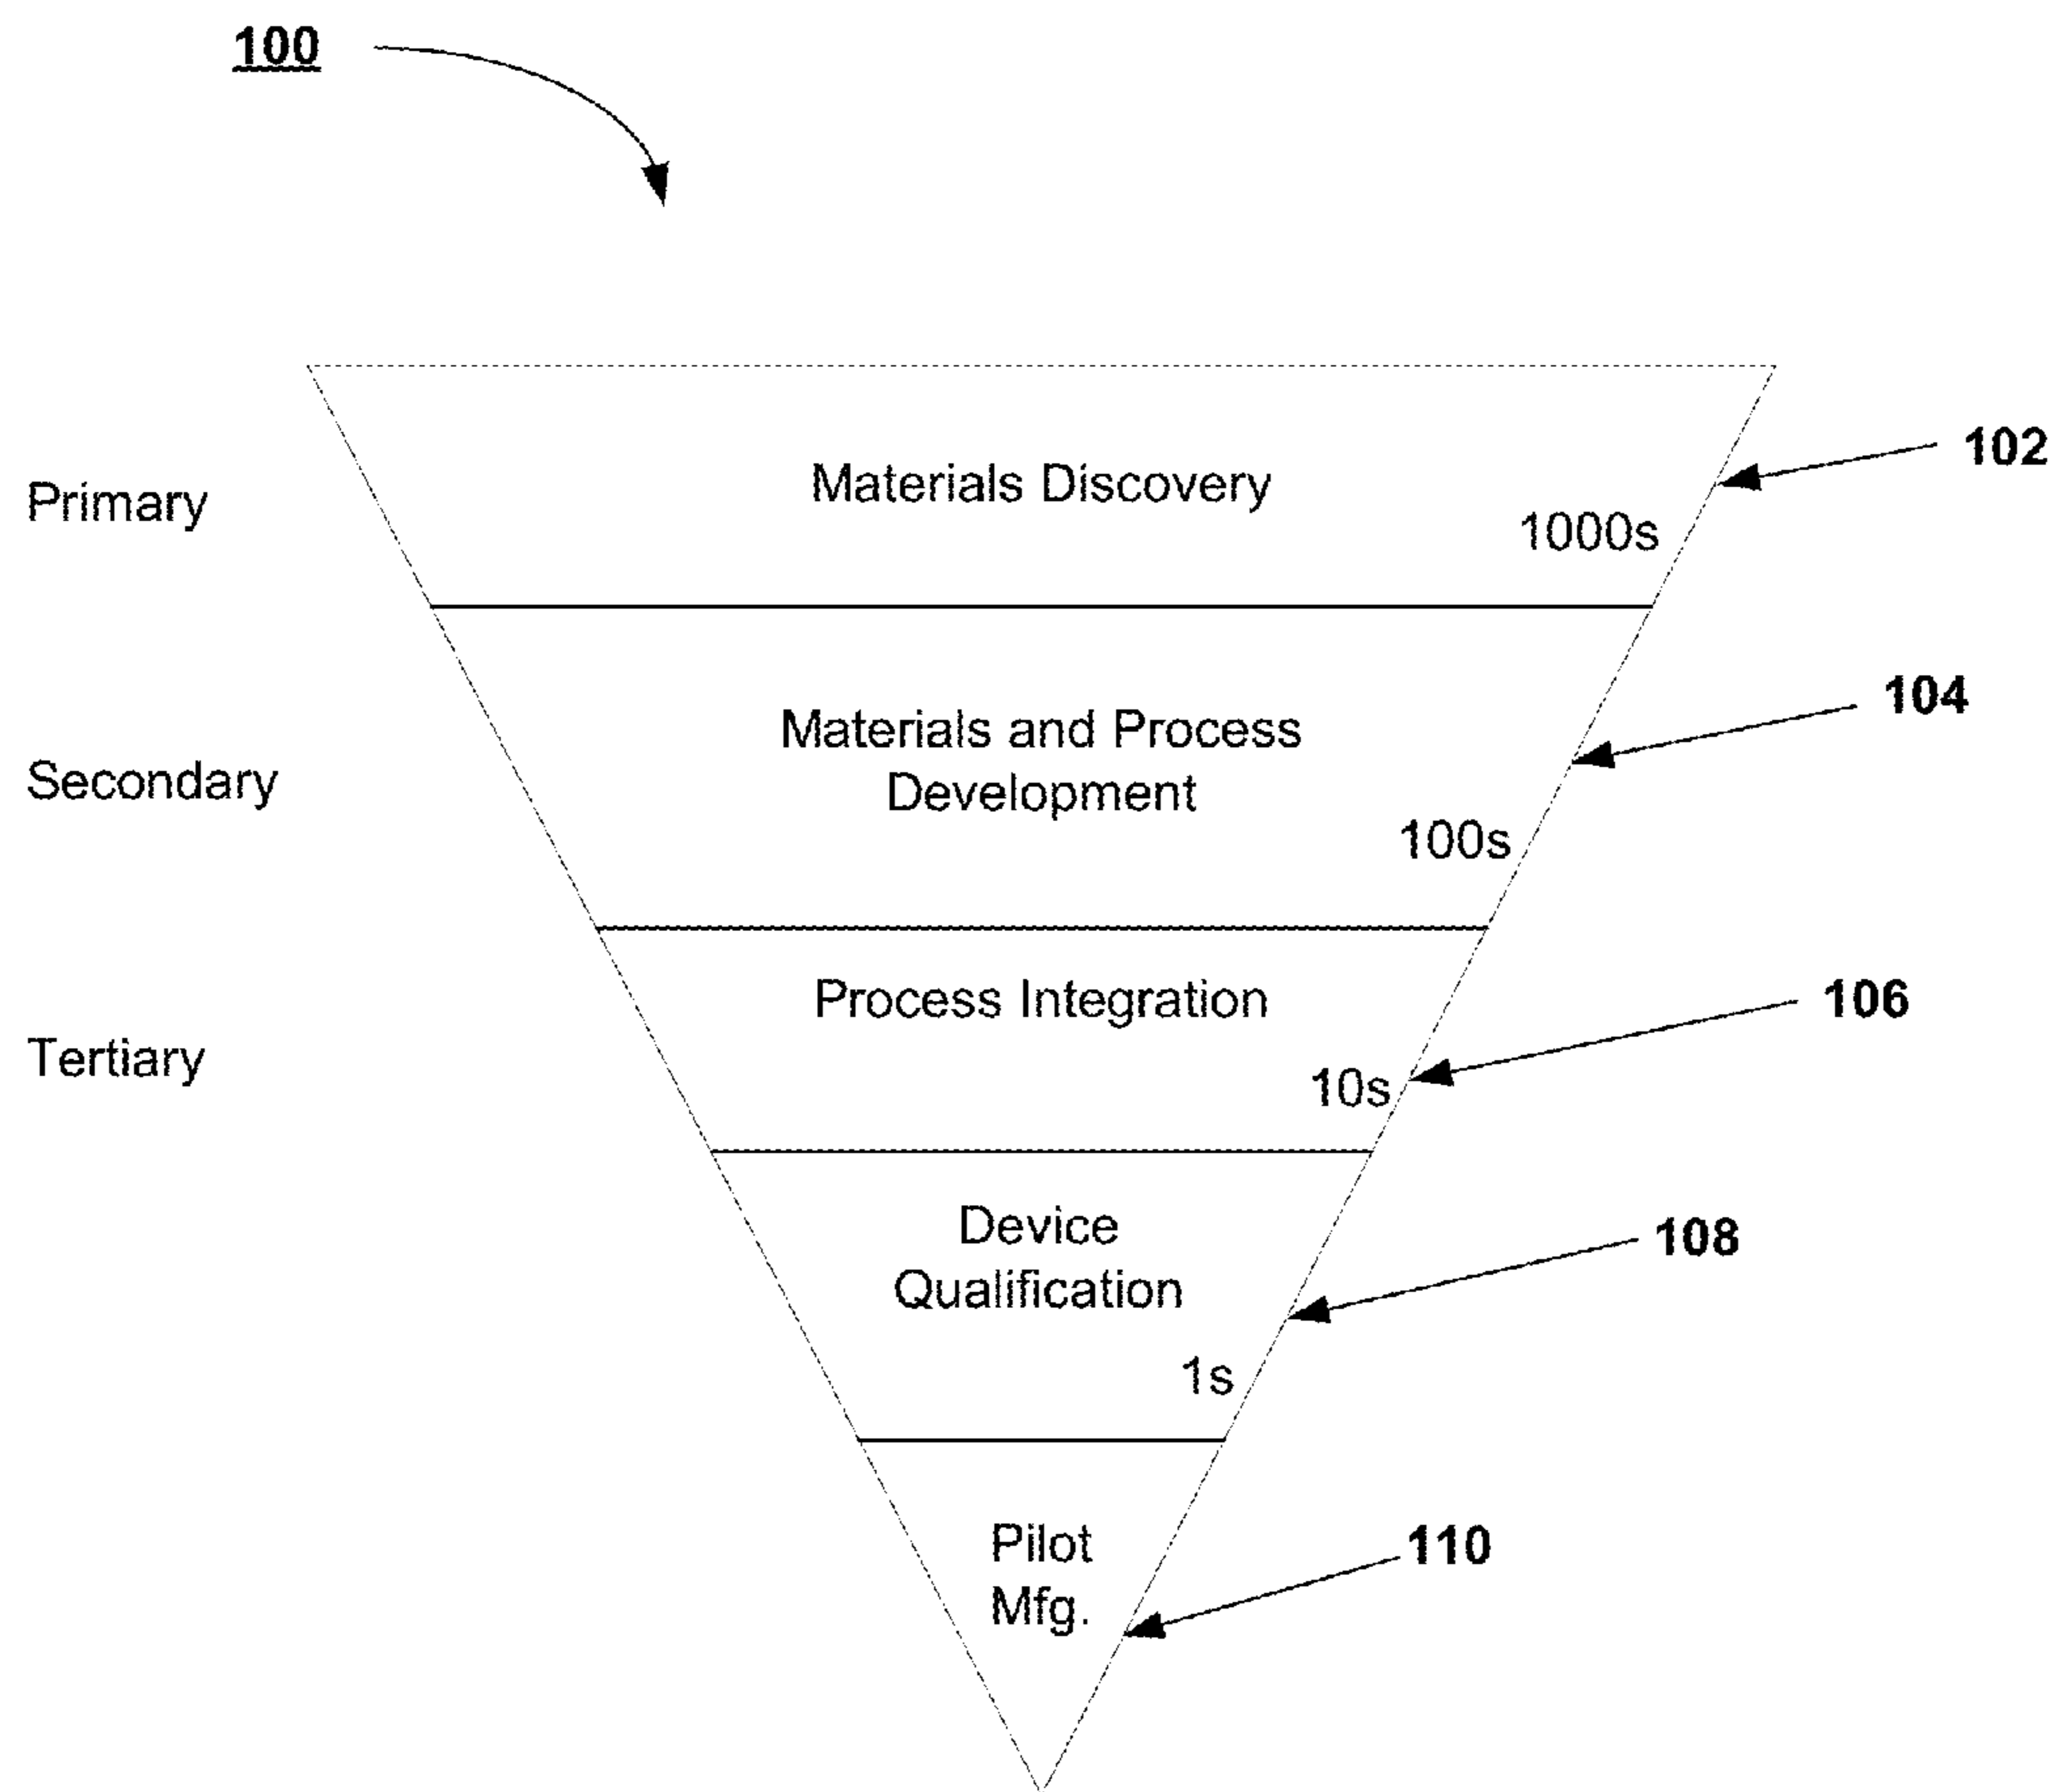 100
Materials Discovery
102
Primary
1000s
Materials and Process
Development
104
Secondary
100s
Process Integration
106
Tertiary
10s
Device
Qualification
108
1s
Pilot
Mfg.
110